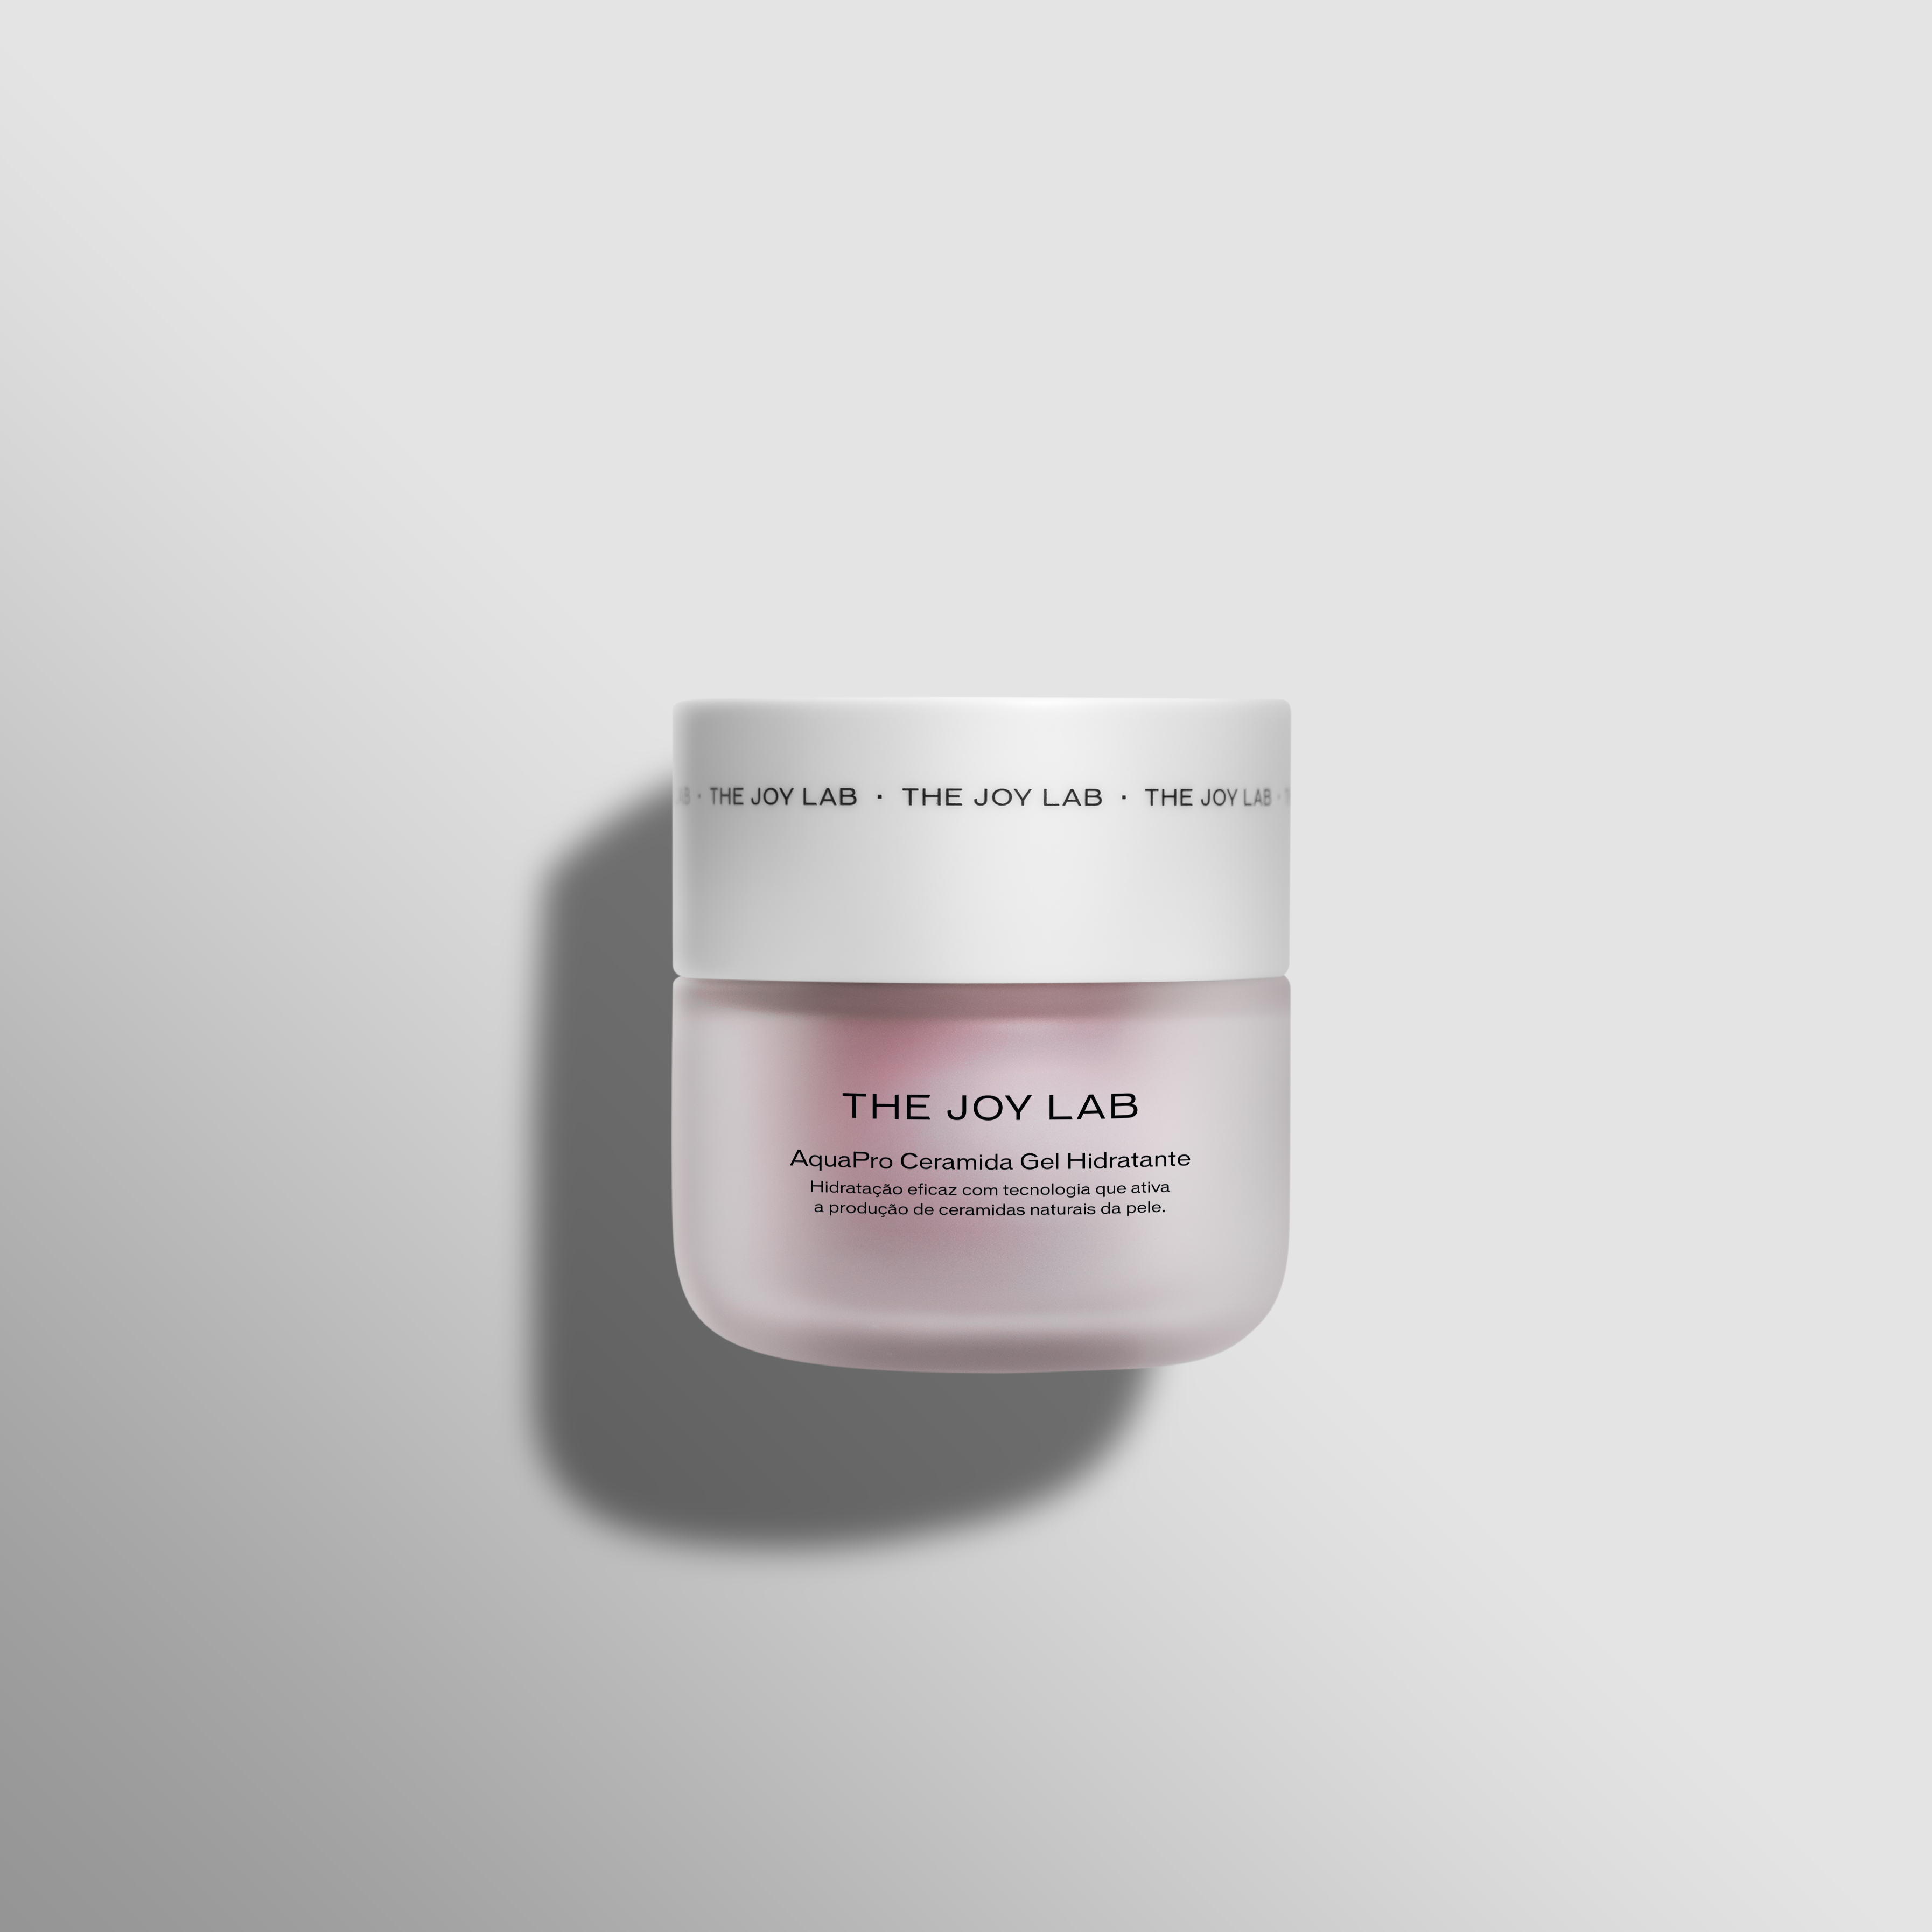 THE JOY LAB · THE JOY LAB · THE JOY LAB
THE JOY LAB
AquaPro Ceramida Gel Hidratante
Hidratação eficaz com tecnologia que ativa
a produção de ceramidas naturais da pele.